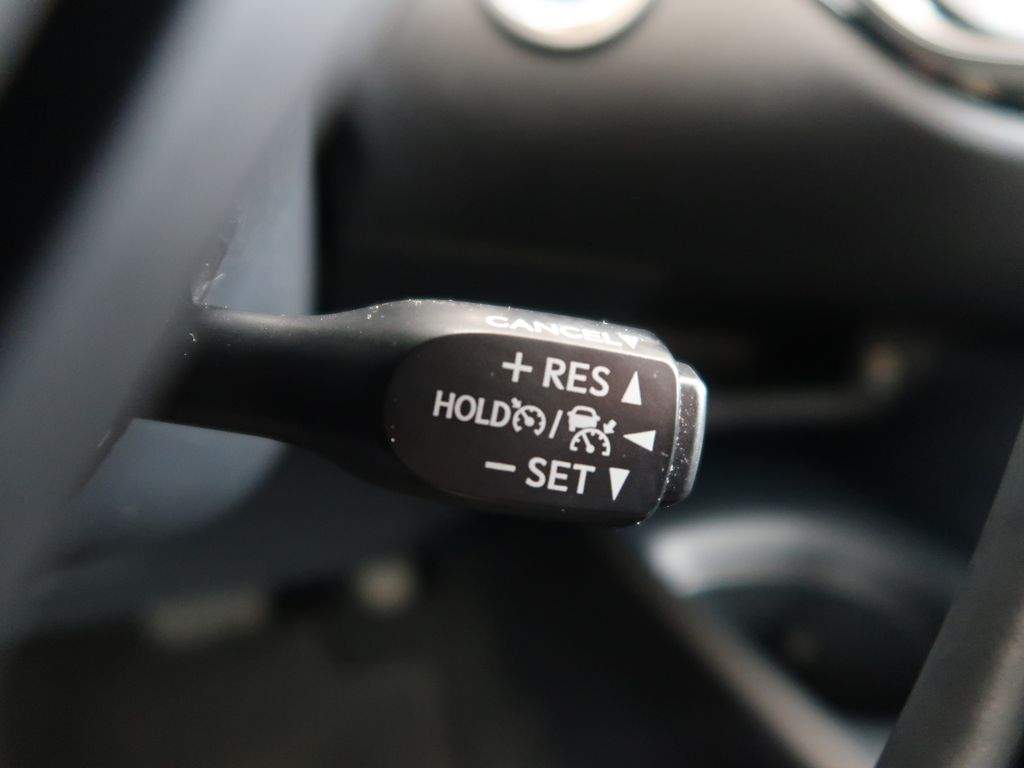 CANCEL▼
+ RES ▲
HOLD / ◀
− SET ▼